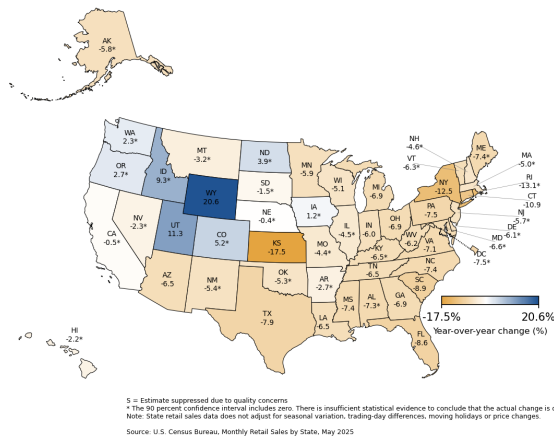 AK
-5.8*
WA
2.3*
OR
2.7*
ID
9.3*
MT
-3.2*
ND
3.9*
MN
-5.9
WI
-5.1
MI
-6.9
NH
-4.6*
VT
-6.3*
ME
-7.4*
MA
-5.0*
RI
-13.1*
CT
-10.9
NY
-12.5
NJ
-5.7*
DE
-6.1*
MD
-6.6*
DC
-7.5*
PA
-7.5
WY
20.6
SD
-1.5*
IA
1.2*
NE
-0.4*
IL
-4.5*
IN
-6.0
OH
-6.9
WV
-6.2
VA
-7.1
CA
-0.5*
NV
-2.3*
UT
11.3
CO
5.2*
KS
-17.5
MO
-4.4*
KY
-6.5*
NC
-7.4
TN
-6.5
SC
-8.9
AZ
-6.5
NM
-5.4*
OK
-5.3*
AR
-2.7*
MS
-7.4
AL
-7.3*
GA
-6.9
TX
-7.9
LA
-6.5
FL
-8.6
HI
-2.2*
-17.5%
20.6%
Year-over-year change (%)
S = Estimate suppressed due to quality concerns
* The 90 percent confidence interval includes zero. There is insufficient statistical evidence to conclude that the actual change is
Note: State retail sales data does not adjust for seasonal variation, trading-day differences, moving holidays or price changes.
Source: U.S. Census Bureau, Monthly Retail Sales by State, May 2025